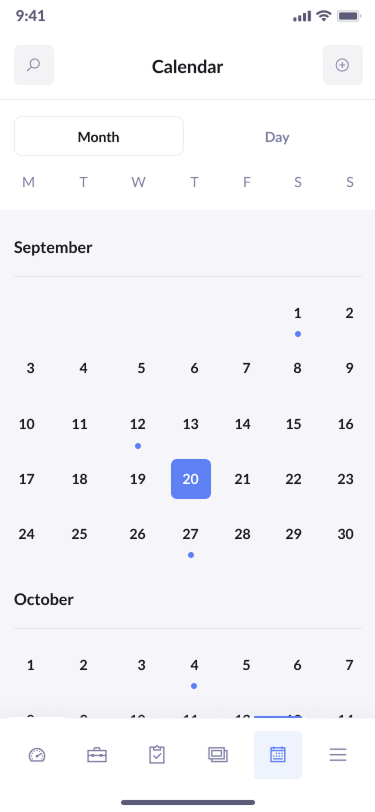 9:41
Calendar
Month Day
M T W T F S S
September
1 2
3 4 5 6 7 8 9
10 11 12 13 14 15 16
17 18 19 20 21 22 23
24 25 26 27 28 29 30
October
1 2 3 4 5 6 7